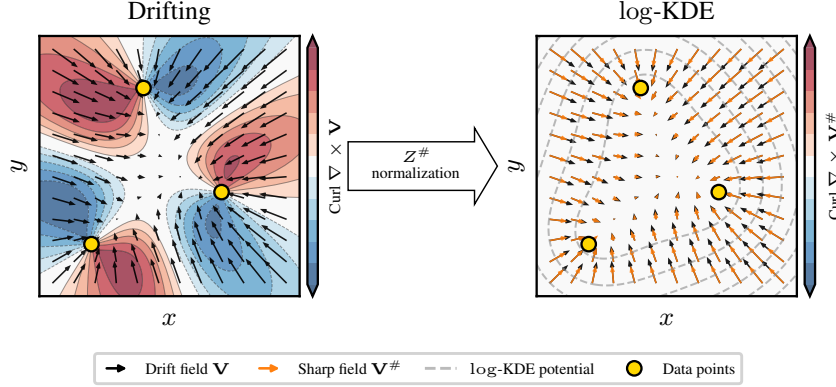 Drifting
log-KDE
y
x
Curl ∇ × V
Z#
normalization
y
x
Curl ∇ × V#
Drift field V
Sharp field V#
log-KDE potential
Data points